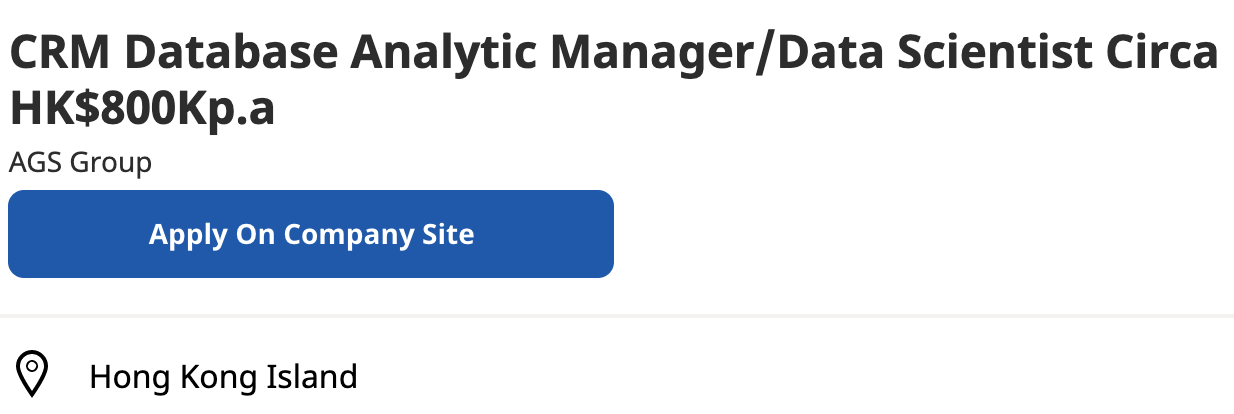 CRM Database Analytic Manager/Data Scientist Circa
HK$800Kp.a
AGS Group
Apply On Company Site
Hong Kong Island